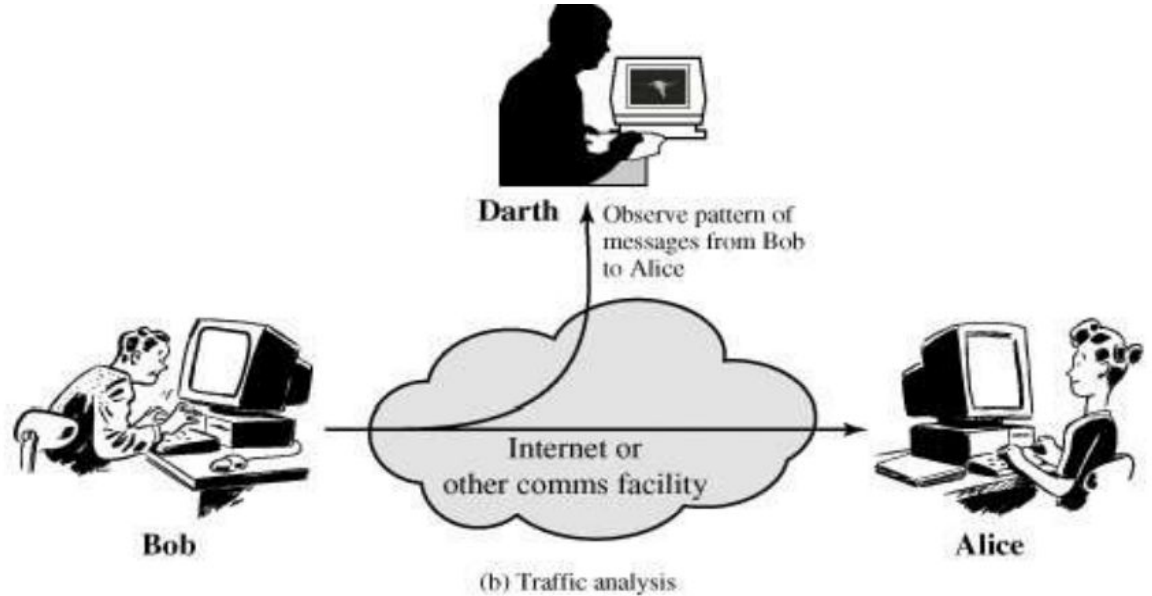 Darth
Observe pattern of
messages from Bob
to Alice
Internet or
other comms facility
Bob
Alice
(b) Traffic analysis